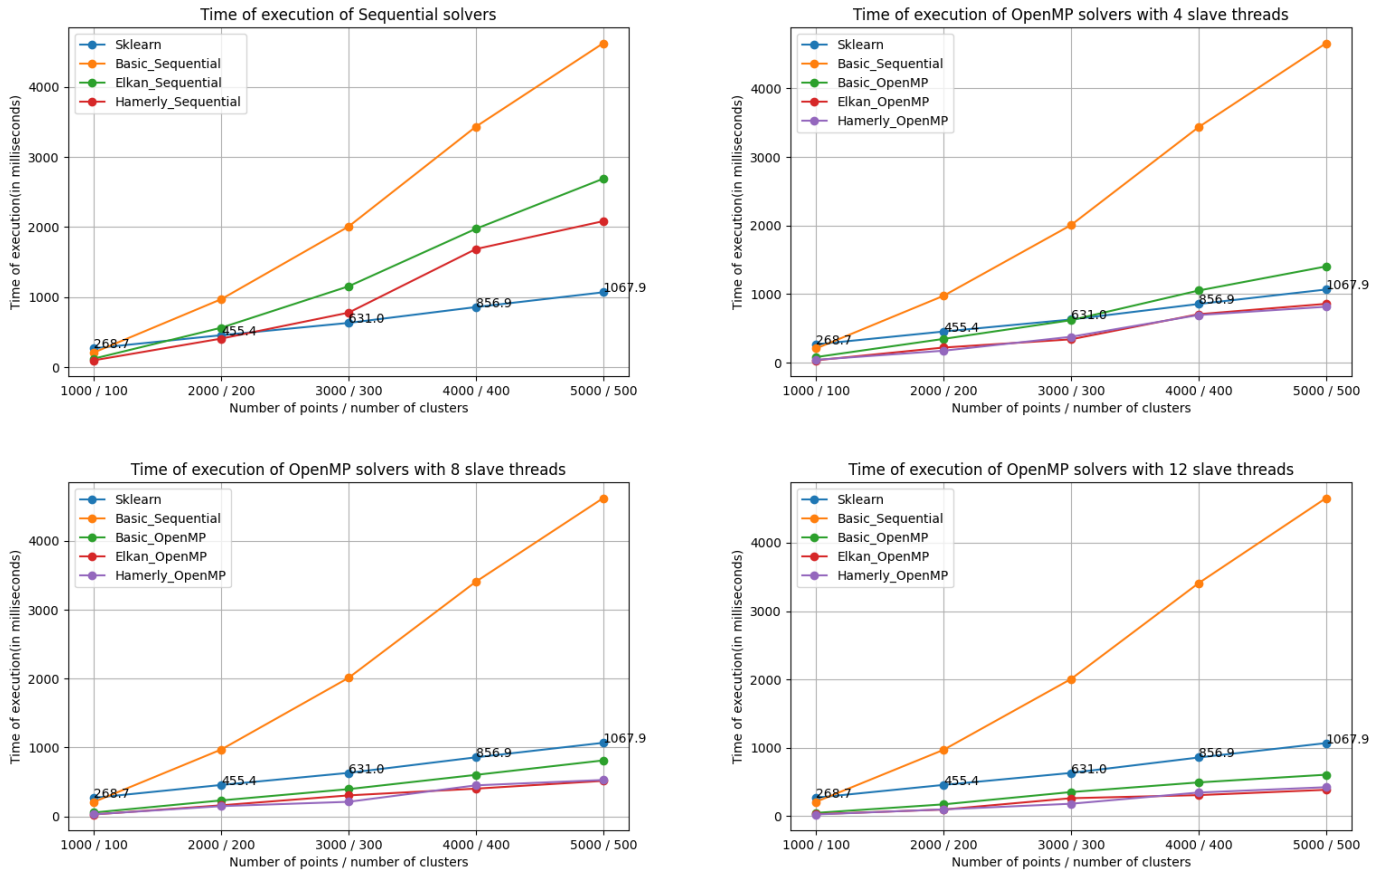 Time of execution of Sequential solvers
Sklearn
Basic_Sequential
Elkan_Sequential
Hamerly_Sequential
Time of execution(in milliseconds)
4000
3000
2000
1000
0
268.7
455.4
631.0
856.9
1067.9
1000 / 100
2000 / 200
3000 / 300
4000 / 400
5000 / 500
Number of points / number of clusters
Time of execution of OpenMP solvers with 4 slave threads
Sklearn
Basic_Sequential
Basic_OpenMP
Elkan_OpenMP
Hamerly_OpenMP
Time of execution(in milliseconds)
4000
3000
2000
1000
0
268.7
455.4
631.0
856.9
1067.9
1000 / 100
2000 / 200
3000 / 300
4000 / 400
5000 / 500
Number of points / number of clusters
Time of execution of OpenMP solvers with 8 slave threads
Sklearn
Basic_Sequential
Basic_OpenMP
Elkan_OpenMP
Hamerly_OpenMP
Time of execution(in milliseconds)
4000
3000
2000
1000
0
268.7
455.4
631.0
856.9
1067.9
1000 / 100
2000 / 200
3000 / 300
4000 / 400
5000 / 500
Number of points / number of clusters
Time of execution of OpenMP solvers with 12 slave threads
Sklearn
Basic_Sequential
Basic_OpenMP
Elkan_OpenMP
Hamerly_OpenMP
Time of execution(in milliseconds)
4000
3000
2000
1000
0
268.7
455.4
631.0
856.9
1067.9
1000 / 100
2000 / 200
3000 / 300
4000 / 400
5000 / 500
Number of points / number of clusters